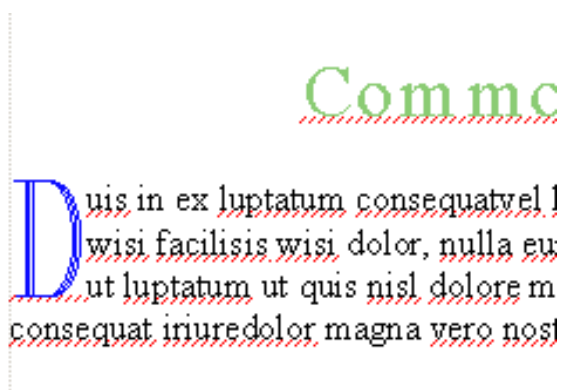 Commo
Duis in ex luptatum consequatvel
wisi facilisis wisi dolor, nulla eu
ut luptatum ut quis nisl dolore m
consequat iriuredolor magna vero nost